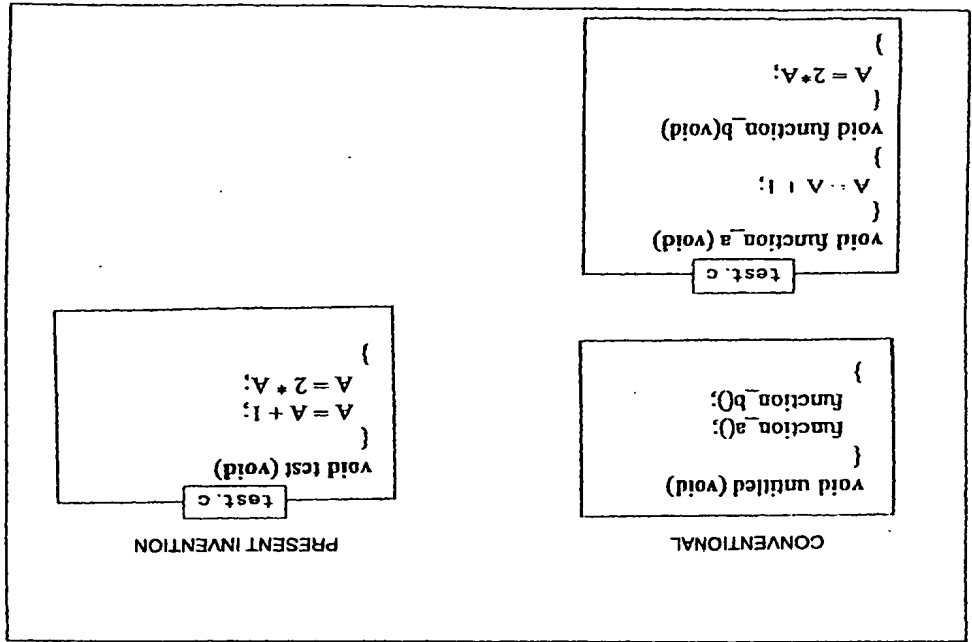 CONVENTIONAL
void untitled (void)
{
function_a();
function_b();
}
test.c
void function_a (void)
{
A = A + 1;
}
void function_b(void)
{
A = 2*A;
}
PRESENT INVENTION
test.c
void test (void)
{
A = A + 1;
A = 2 * A;
}